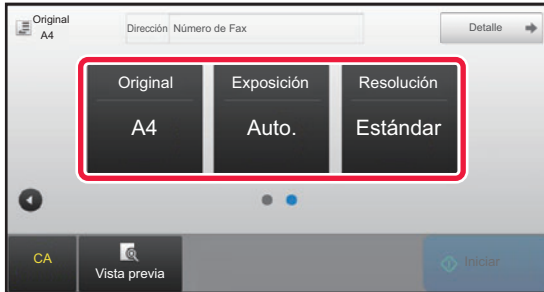 Original
A4
Dirección Número de Fax
Detalle
Original Exposición Resolución
A4 Auto. Estándar
CA
Vista previa
Iniciar